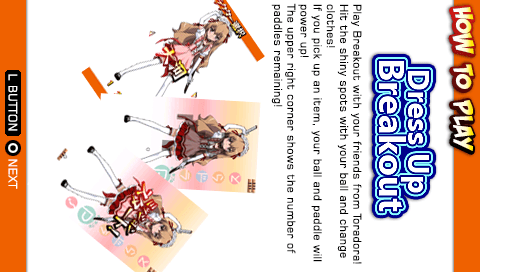 HOW TO PLAY
Dress Up
Breakout
Play Breakout with your friends from Toradora!
Hit the shiny spots with your ball and change
clothes!
If you pick up an item, your ball and paddle will
power up!
The upper right corner shows the number of
paddles remaining!
L BUTTON NEXT